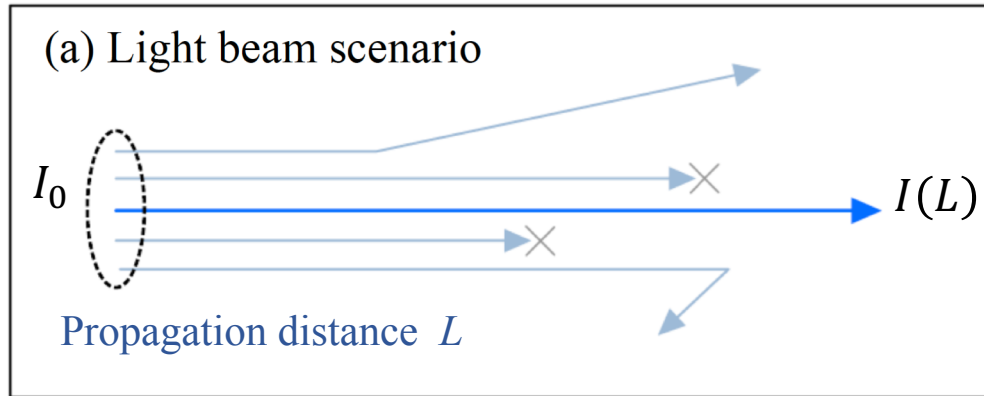 (a) Light beam scenario
I₀
I(L)
Propagation distance L